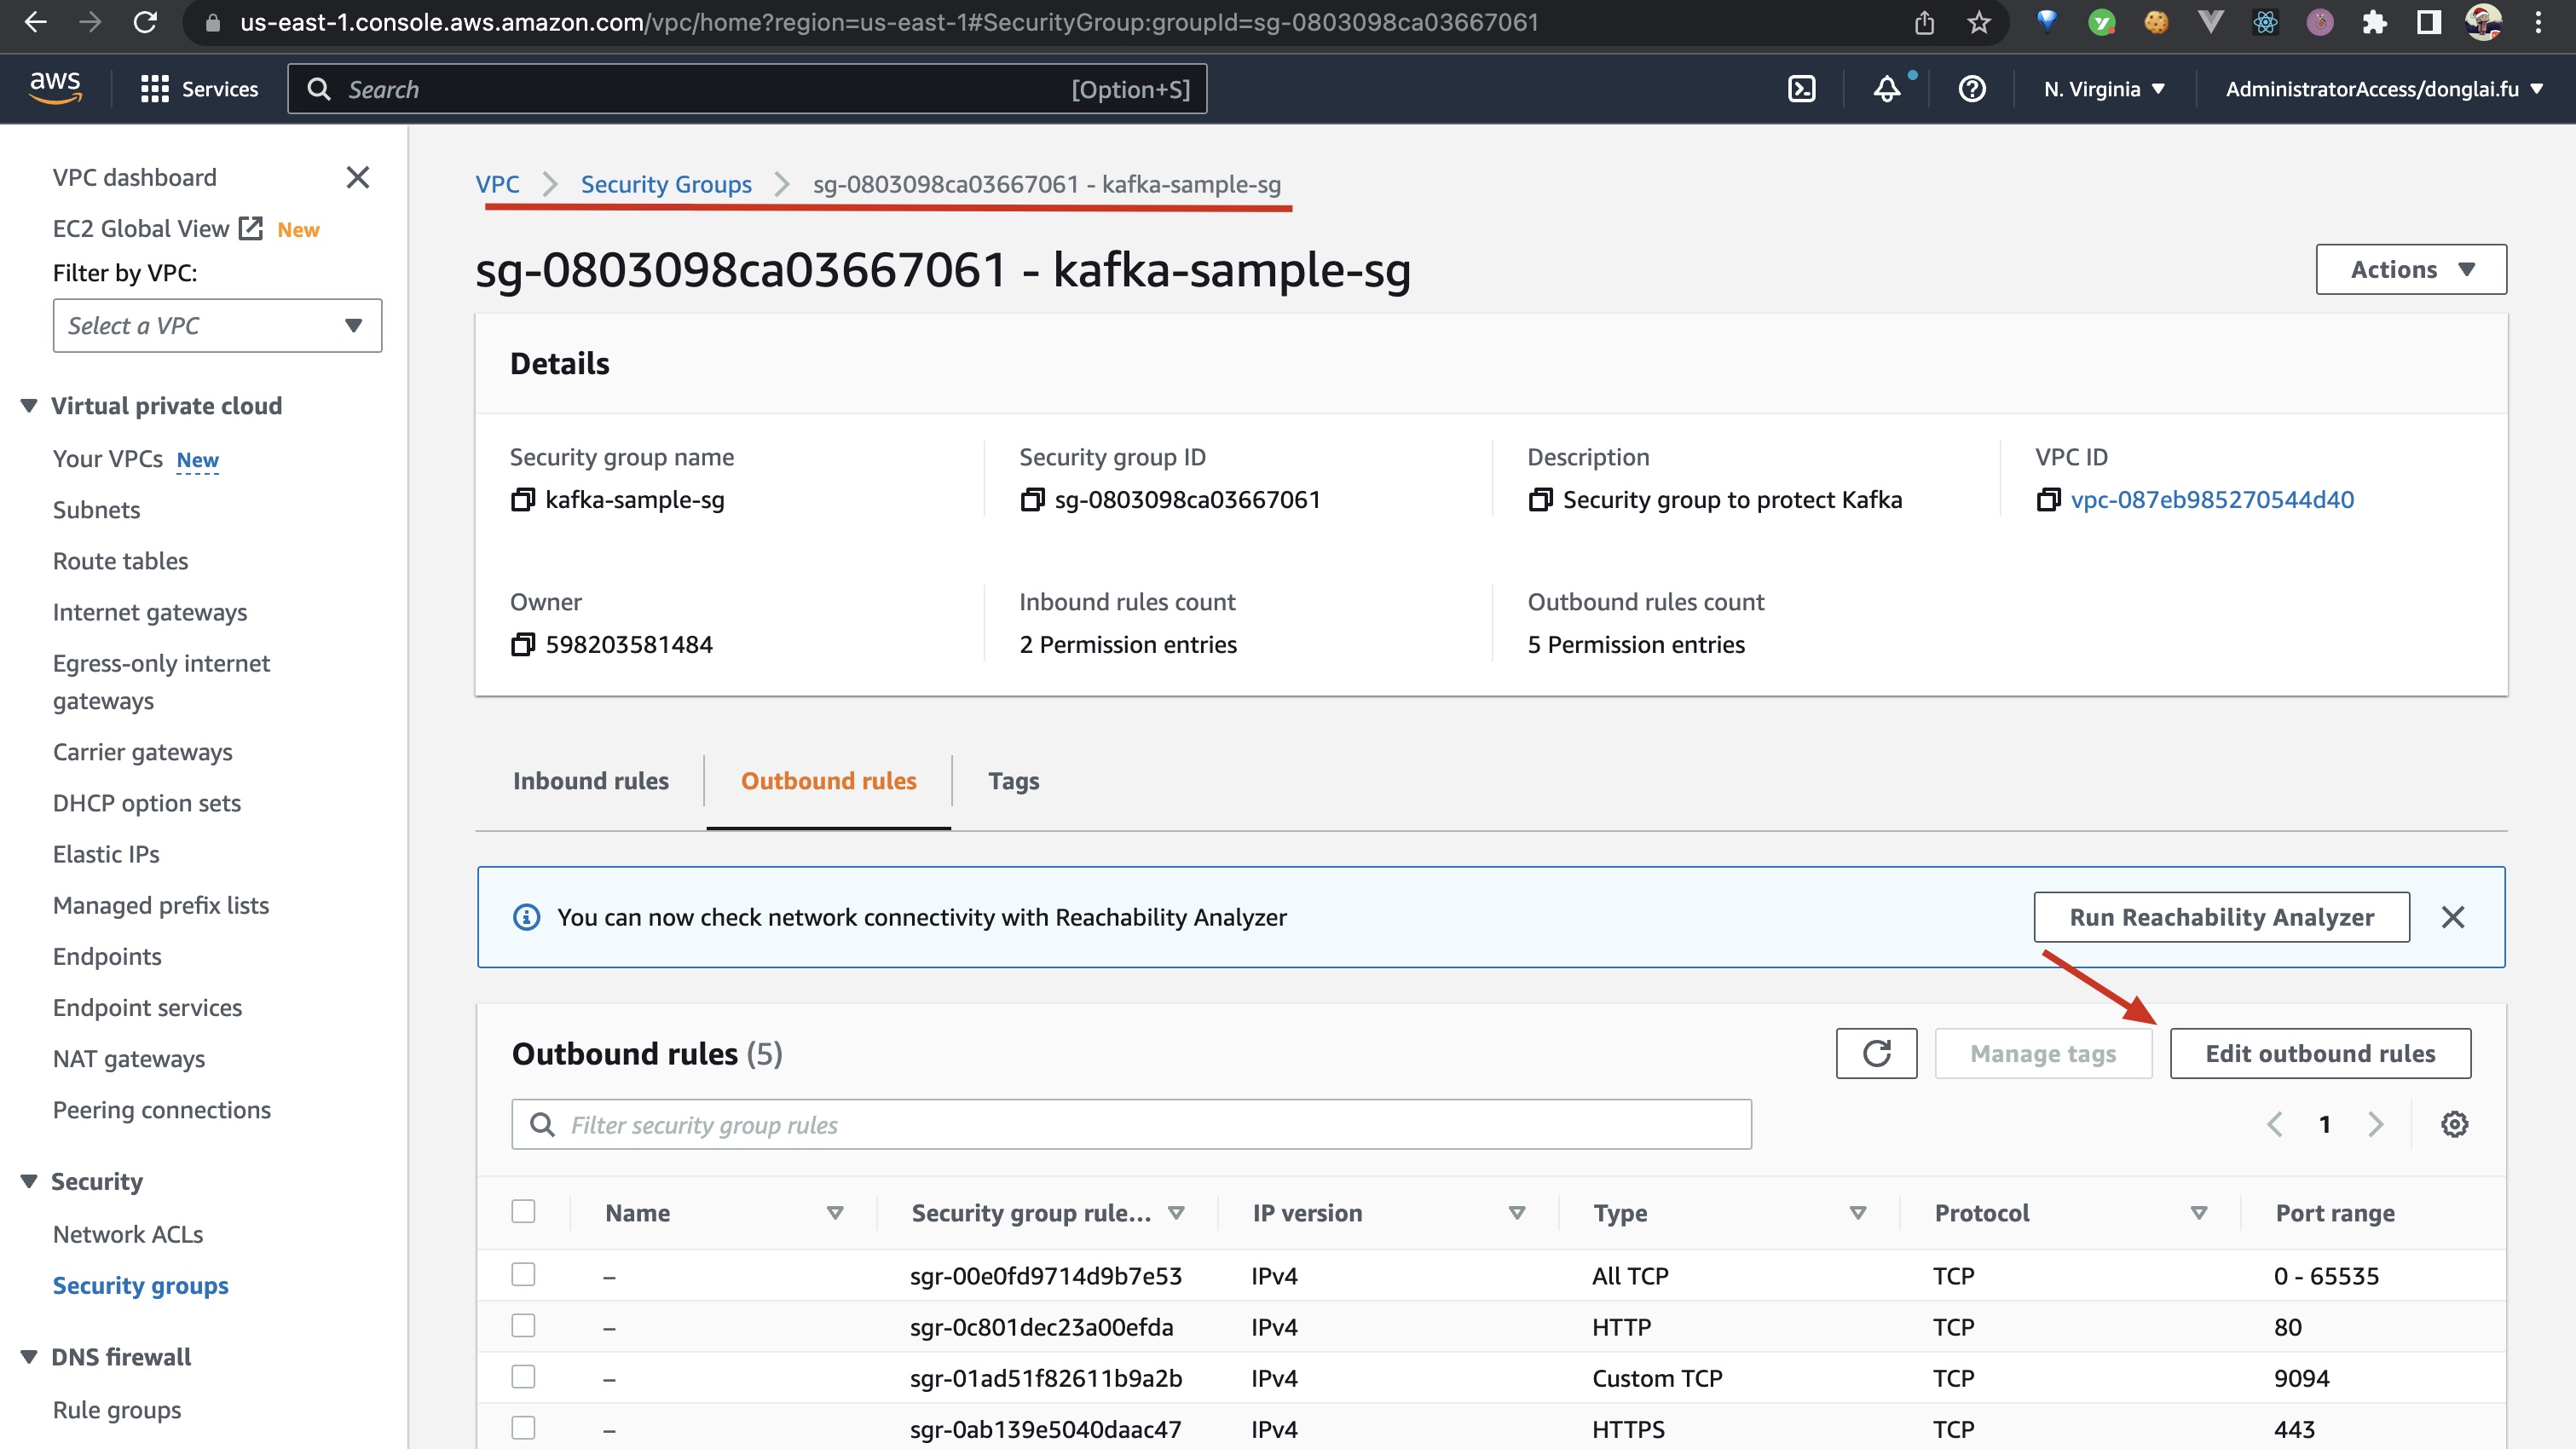 us-east-1.console.aws.amazon.com/vpc/home?region=us-east-1#SecurityGroup:groupId=sg-0803098ca03667061
aws
Services
Search
[Option+S]
N. Virginia
AdministratorAccess/donglai.fu
VPC dashboard
EC2 Global View New
Filter by VPC:
Select a VPC
Virtual private cloud
Your VPCs New
Subnets
Route tables
Internet gateways
Egress-only internet
gateways
Carrier gateways
DHCP option sets
Elastic IPs
Managed prefix lists
Endpoints
Endpoint services
NAT gateways
Peering connections
Security
Network ACLs
Security groups
DNS firewall
Rule groups
VPC > Security Groups > sg-0803098ca03667061 - kafka-sample-sg
sg-0803098ca03667061 - kafka-sample-sg
Actions
Details
Security group name
kafka-sample-sg
Security group ID
sg-0803098ca03667061
Description
Security group to protect Kafka
VPC ID
vpc-087eb985270544d40
Owner
598203581484
Inbound rules count
2 Permission entries
Outbound rules count
5 Permission entries
Inbound rules
Outbound rules
Tags
You can now check network connectivity with Reachability Analyzer
Run Reachability Analyzer
Outbound rules (5)
Manage tags
Edit outbound rules
Filter security group rules
1
Name Security group rule... IP version Type Protocol Port range
– sgr-00e0fd9714d9b7e53 IPv4 All TCP TCP 0 - 65535
– sgr-0c801dec23a00efda IPv4 HTTP TCP 80
– sgr-01ad51f82611b9a2b IPv4 Custom TCP TCP 9094
– sgr-0ab139e5040daac47 IPv4 HTTPS TCP 443